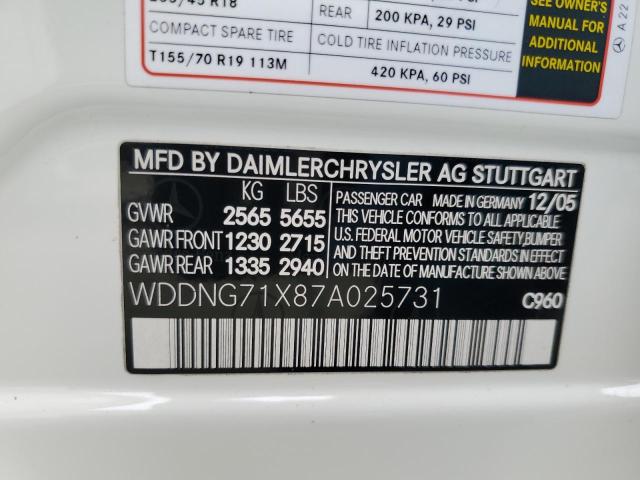 R18
REAR
200 KPA, 29 PSI
COMPACT SPARE TIRE
COLD TIRE INFLATION PRESSURE
T155/70 R19 113M
420 KPA, 60 PSI
SEE OWNER'S
MANUAL FOR
ADDITIONAL
INFORMATION
A 22
MFD BY DAIMLERCHRYSLER AG STUTTGART
KG LBS
GVWR 2565 5655
GAWR FRONT 1230 2715
GAWR REAR 1335 2940
PASSENGER CAR MADE IN GERMANY 12/05
THIS VEHICLE CONFORMS TO ALL APPLICABLE
U.S. FEDERAL MOTOR VEHICLE SAFETY,BUMPER
AND THEFT PREVENTION STANDARDS IN EFFECT
ON THE DATE OF MANUFACTURE SHOWN ABOVE.
WDDNG71X87A025731
C960